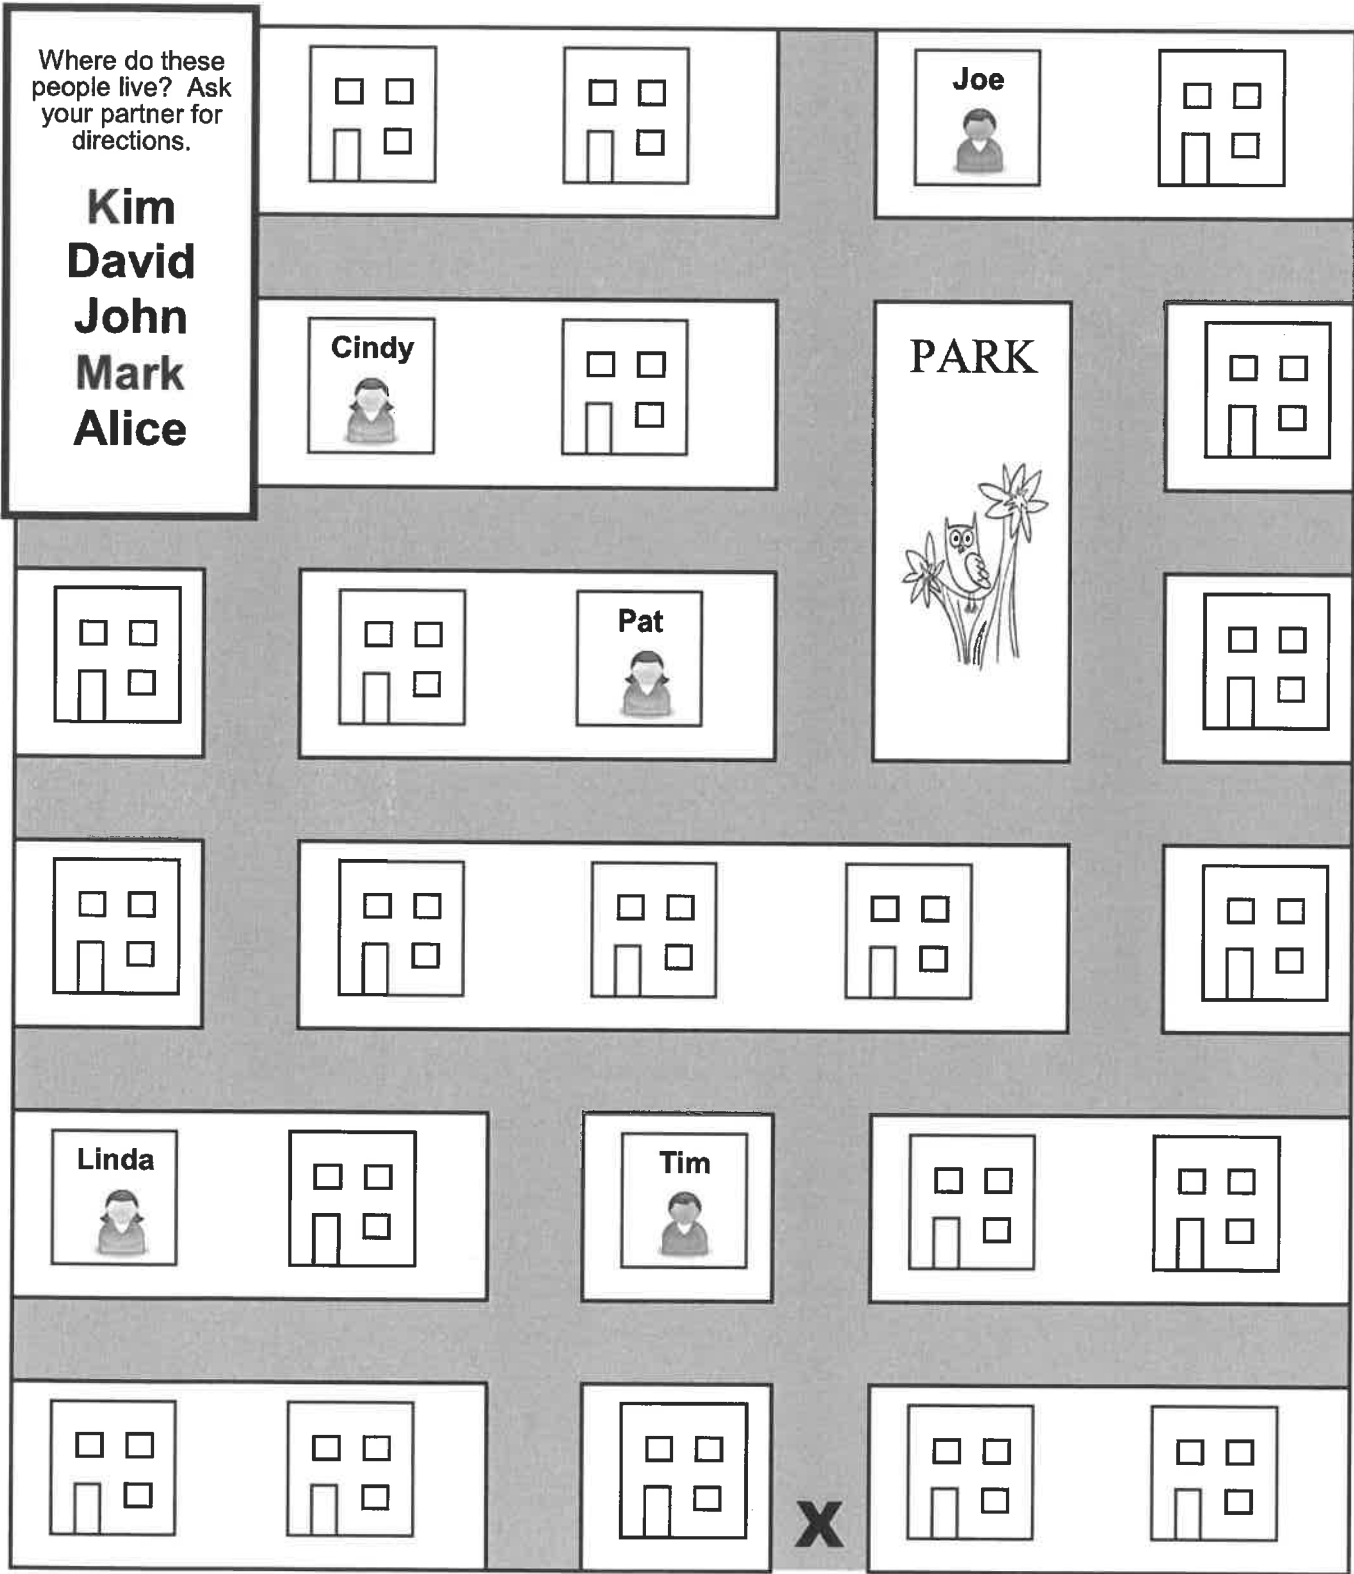 Where do these
people live? Ask
your partner for
directions.
Kim
David
John
Mark
Alice
Joe
Cindy
PARK
Pat
Linda
Tim
X